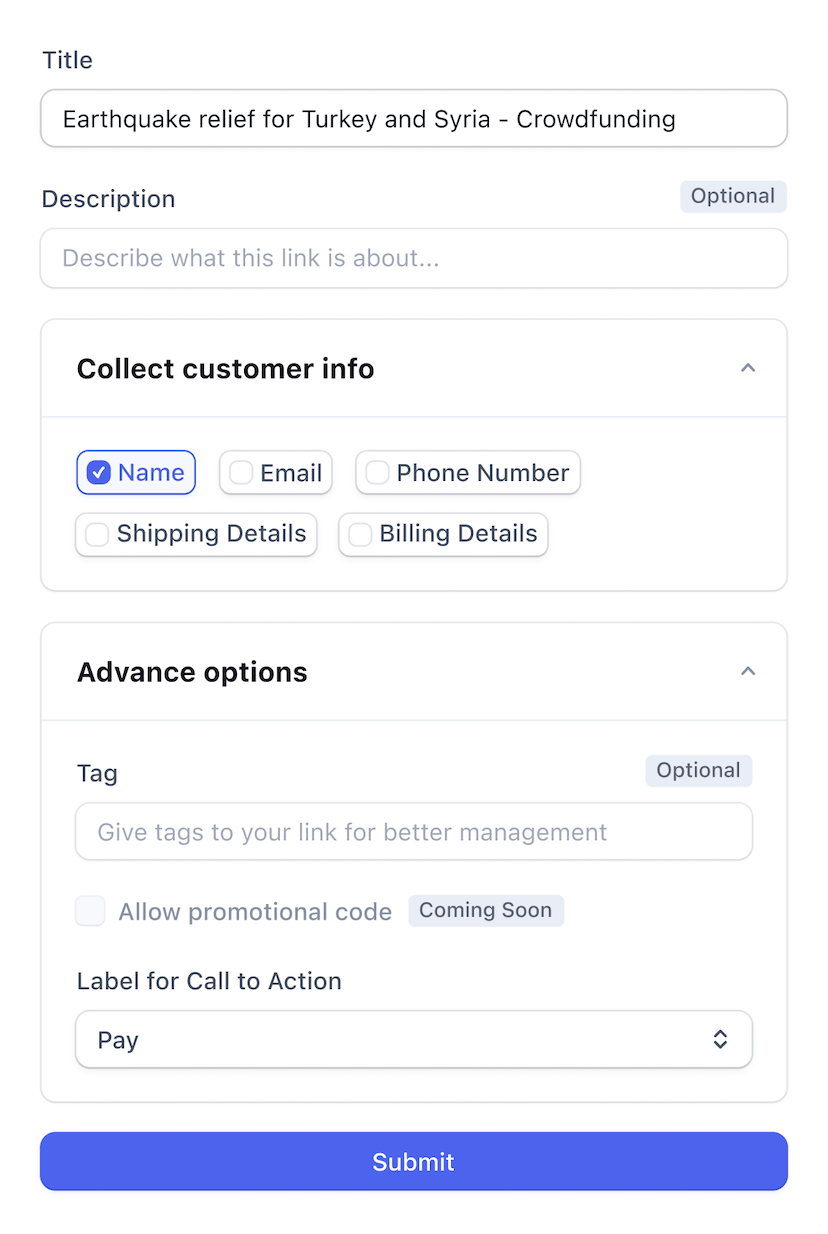 Title
Earthquake relief for Turkey and Syria - Crowdfunding
Description Optional
Describe what this link is about...
Collect customer info
Name Email Phone Number
Shipping Details Billing Details
Advance options
Tag Optional
Give tags to your link for better management
Allow promotional code Coming Soon
Label for Call to Action
Pay
Submit